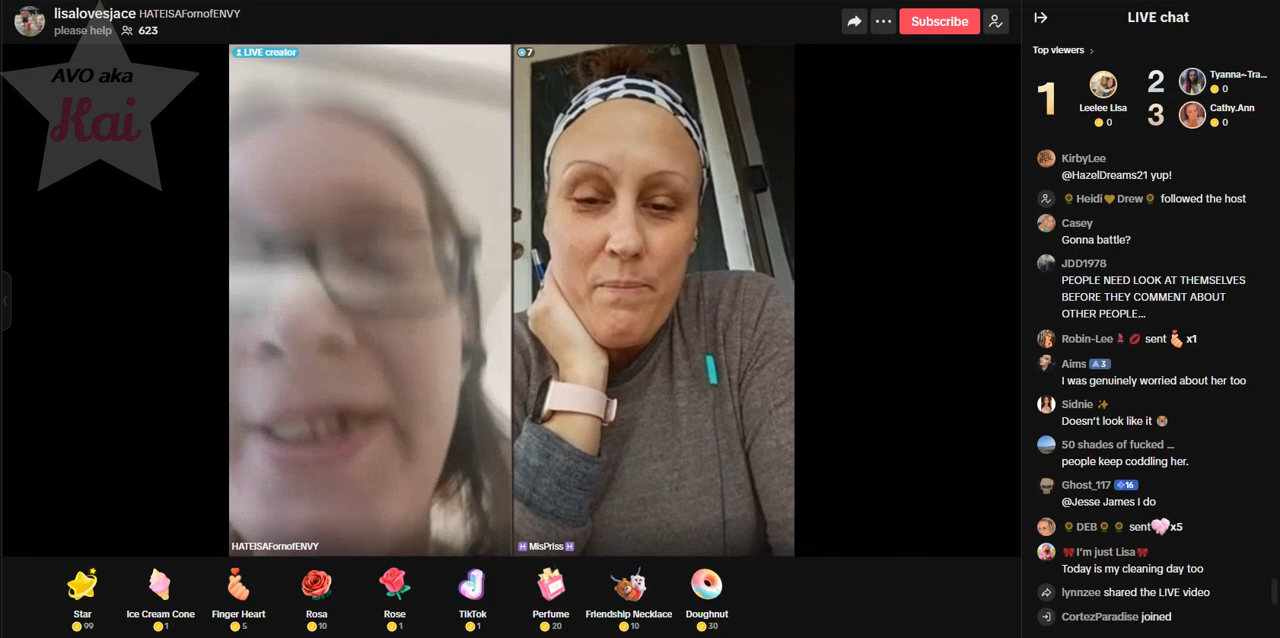 lisalovesjace HATEISAFornofENVY
please help 623
Subscribe
AVO aka
Kai
LIVE creator
7
HATEISAFornofENVY
H MisPriss H
Star
99
Ice Cream Cone
1
Finger Heart
5
Rosa
10
Rose
1
TikTok
1
Perfume
20
Friendship Necklace
10
Doughnut
30
LIVE chat
Top viewers
1
Leelee Lisa
0
2
Tyanna~Tra...
0
3
Cathy.Ann
0
KirbyLee
@HazelDreams21 yup!
Heidi Drew followed the host
Casey
Gonna battle?
JDD1978
PEOPLE NEED LOOK AT THEMSELVES
BEFORE THEY COMMENT ABOUT
OTHER PEOPLE...
Robin-Lee sent x1
Aims 3
I was genuinely worried about her too
Sidnie
Doesn't look like it
50 shades of fucked ...
people keep coddling her.
Ghost_117 16
@Jesse James I do
DEB sent x5
I'm just Lisa
Today is my cleaning day too
lynnzee shared the LIVE video
CortezParadise joined